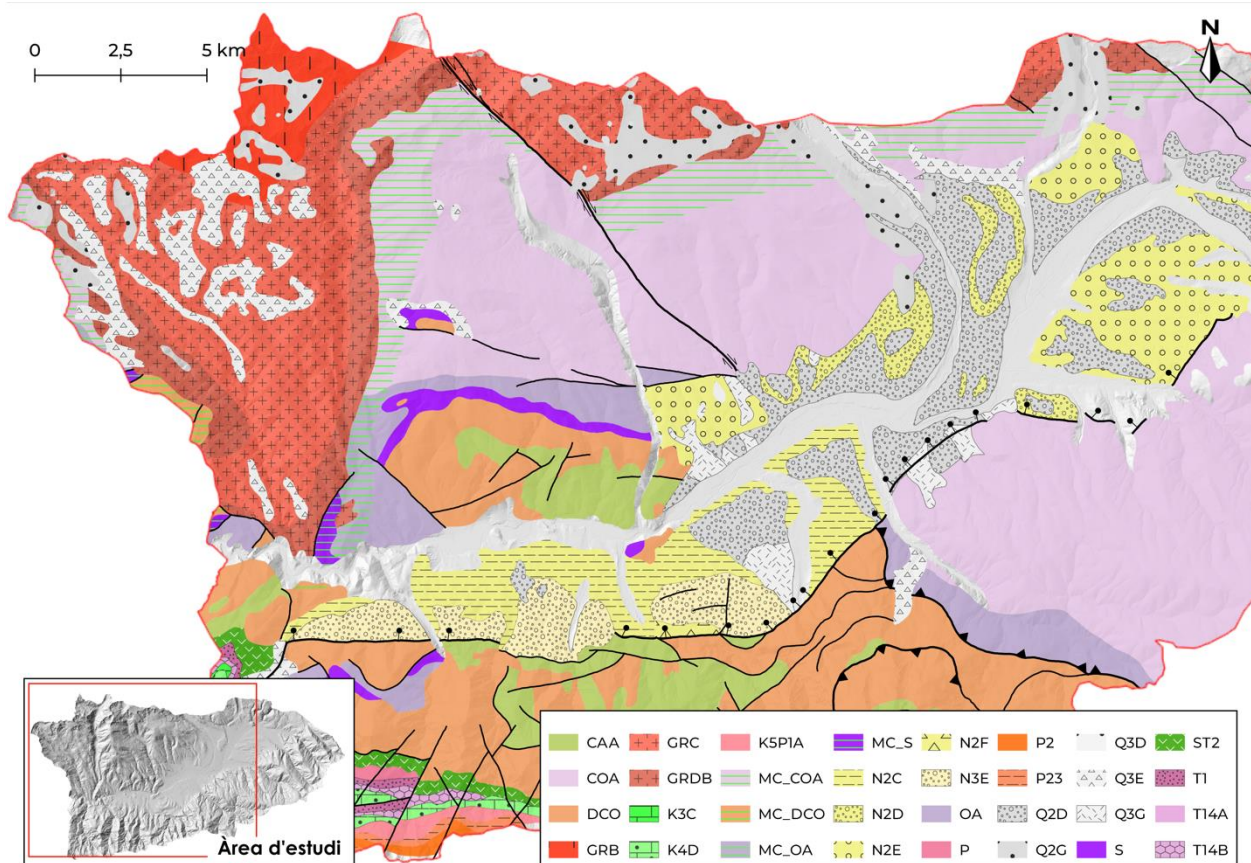 0 2,5 5 km
N
Àrea d'estudi
CAA GRC K5P1A MC_S N2F P2 Q3D ST2
COA GRDB MC_COA N2C N3E P23 Q3E T1
DCO K3C MC_DCO N2D OA Q2D Q3G T14A
GRB K4D MC_OA N2E P Q2G S T14B